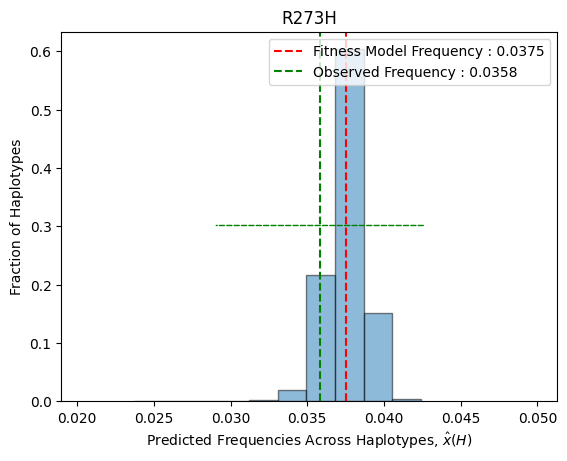 R273H
Fitness Model Frequency : 0.0375
Observed Frequency : 0.0358
0.6
0.5
0.4
0.3
0.2
0.1
0.0
Fraction of Haplotypes
0.020 0.025 0.030 0.035 0.040 0.045 0.050
Predicted Frequencies Across Haplotypes, x̂(H)